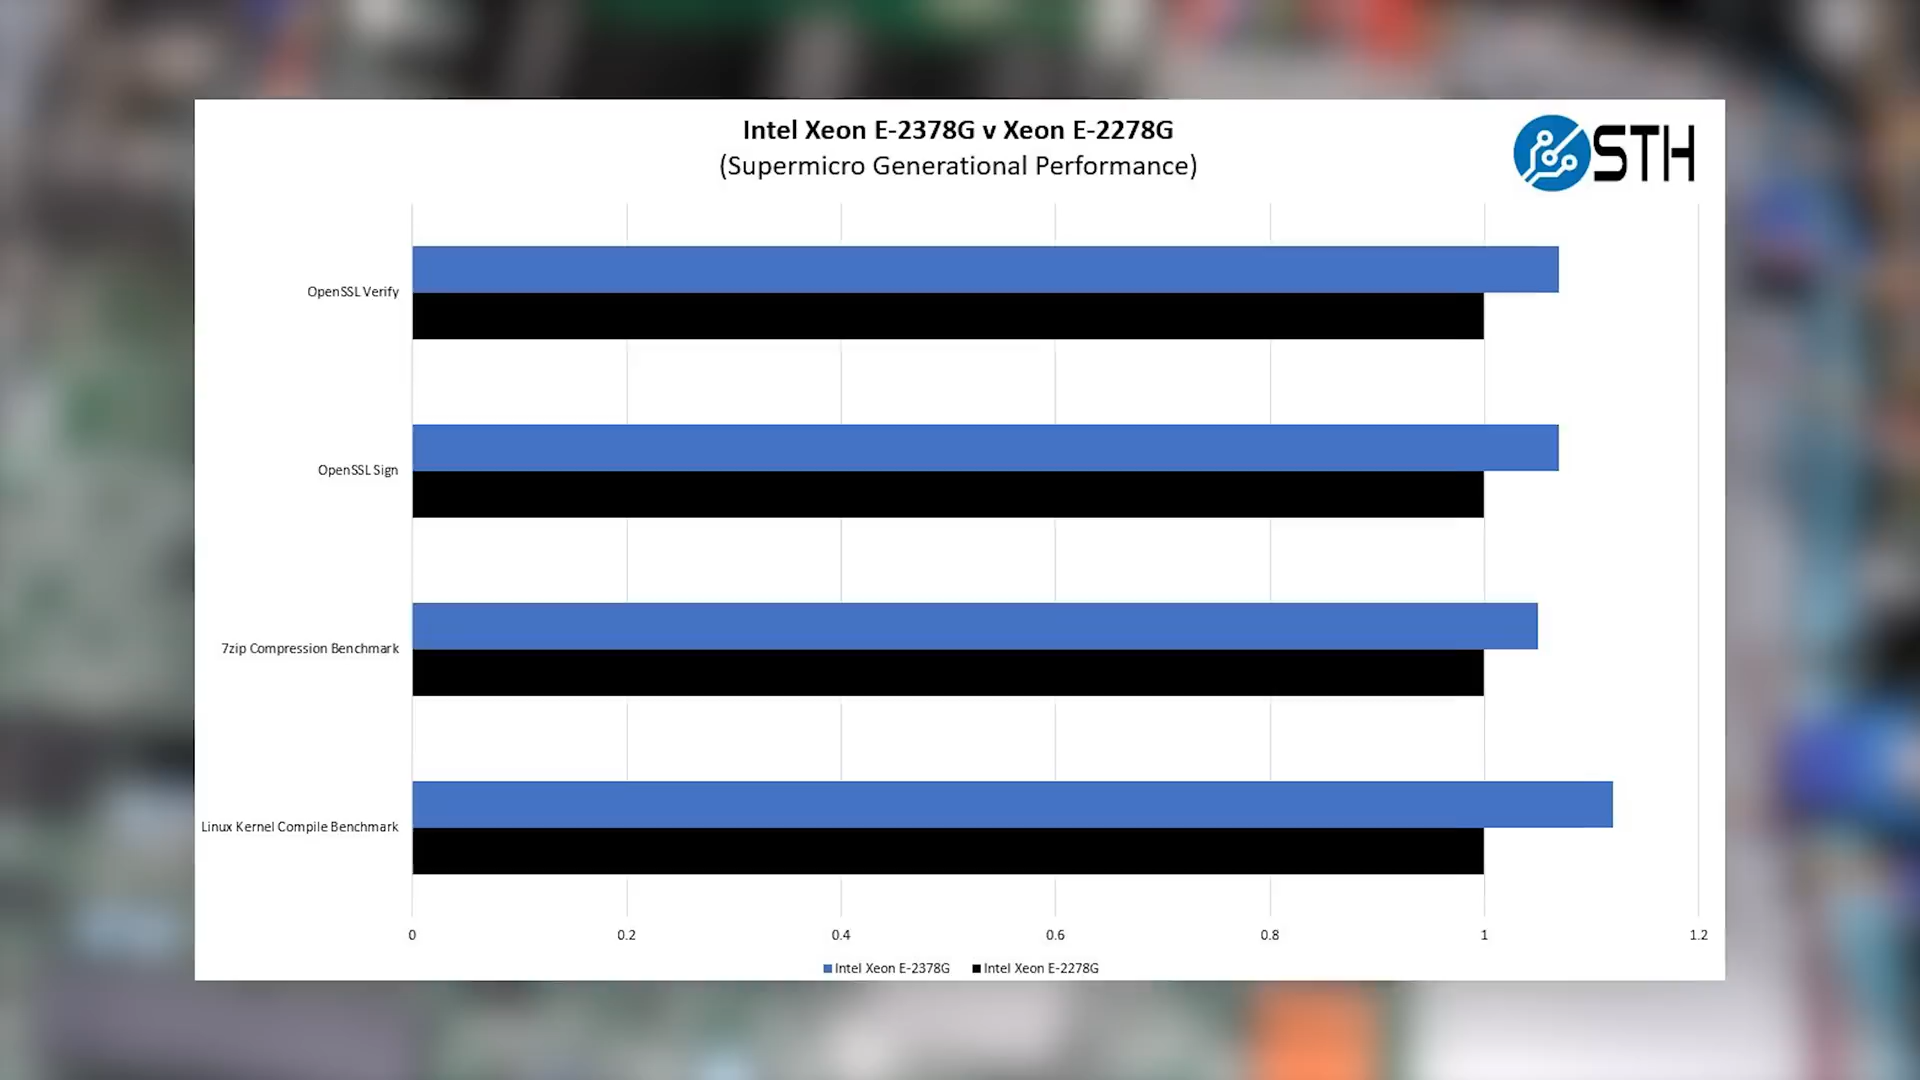 Intel Xeon E-2378G v Xeon E-2278G
(Supermicro Generational Performance)
STH
OpenSSL Verify
OpenSSL Sign
7zip Compression Benchmark
Linux Kernel Compile Benchmark
0 0.2 0.4 0.6 0.8 1 1.2
Intel Xeon E-2378G Intel Xeon E-2278G